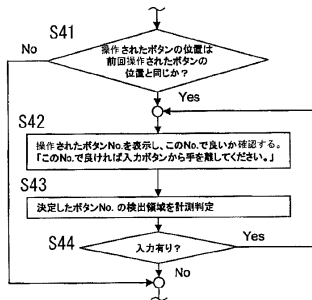 S41
操作されたボタンの位置は
前回操作されたボタンの
位置と同じか？
No
Yes
S42
操作されたボタンNo.を表示し、このNo.で良いか確認する。
「このNo.で良ければ入力ボタンから手を離してください。」
S43
決定したボタンNo. の検出領域を計測判定
S44
入力有り？
Yes
No